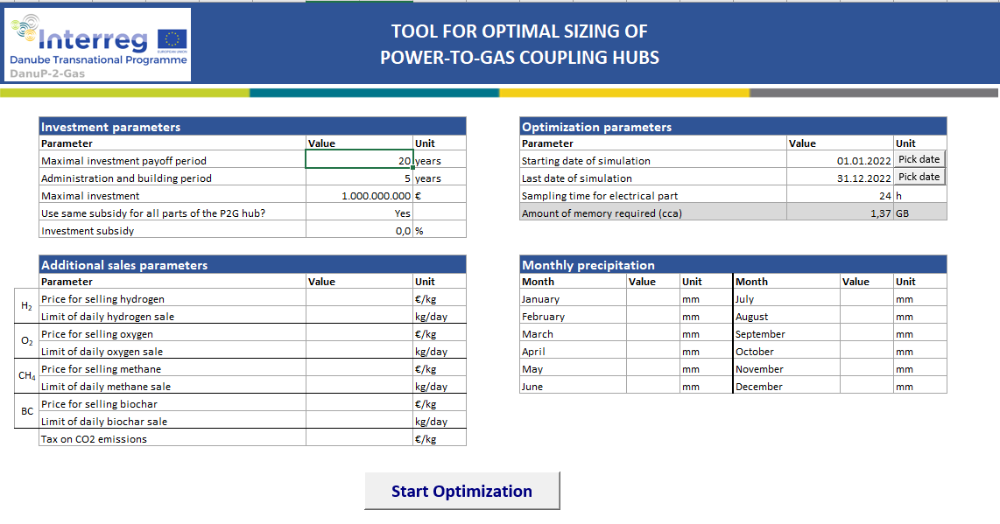 Interreg
EUROPEAN UNION
Danube Transnational Programme
DanuP-2-Gas
TOOL FOR OPTIMAL SIZING OF
POWER-TO-GAS COUPLING HUBS
Investment parameters
Parameter Value Unit
Maximal investment payoff period 20 years
Administration and building period 5 years
Maximal investment 1.000.000.000 €
Use same subsidy for all parts of the P2G hub? Yes
Investment subsidy 0,0 %
Optimization parameters
Parameter Value Unit
Starting date of simulation 01.01.2022 Pick date
Last date of simulation 31.12.2022 Pick date
Sampling time for electrical part 24 h
Amount of memory required (cca) 1,37 GB
Additional sales parameters
Parameter Value Unit
H₂
Price for selling hydrogen €/kg
Limit of daily hydrogen sale kg/day
O₂
Price for selling oxygen €/kg
Limit of daily oxygen sale kg/day
CH₄
Price for selling methane €/kg
Limit of daily methane sale kg/day
BC
Price for selling biochar €/kg
Limit of daily biochar sale kg/day
Tax on CO2 emissions €/kg
Monthly precipitation
Month Value Unit Month Value Unit
January mm July mm
February mm August mm
March mm September mm
April mm October mm
May mm November mm
June mm December mm
Start Optimization